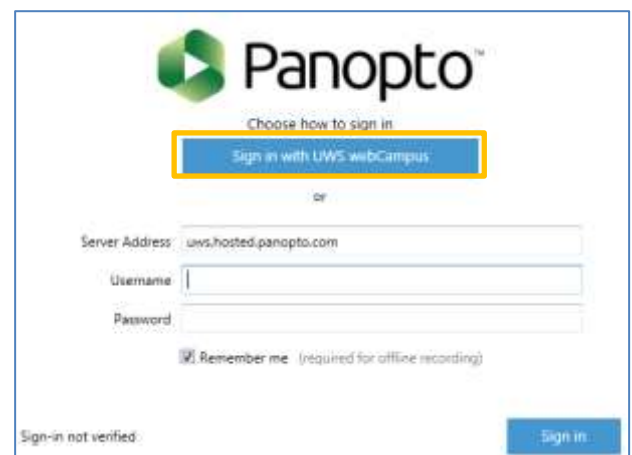 Panopto™
Choose how to sign in
Sign in with UWS webCampus
or
Server Address uws.hosted.panopto.com
Username
Password
Remember me (required for offline recording)
Sign-in not verified
Sign in